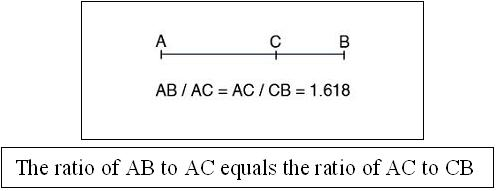 A C B
AB / AC = AC / CB = 1.618
The ratio of AB to AC equals the ratio of AC to CB